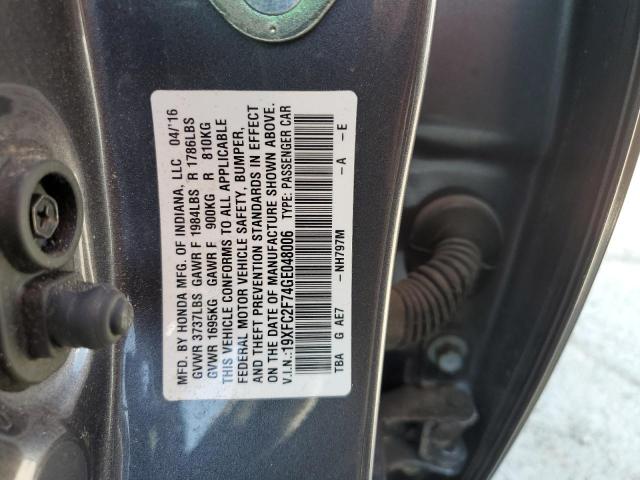 MFD. BY HONDA MFG. OF INDIANA, LLC 04/'16
GVWR 3737LBS GAWR F 1984LBS R 1786LBS
GVWR 1695KG GAWR F 900KG R 810KG
THIS VEHICLE CONFORMS TO ALL APPLICABLE
FEDERAL MOTOR VEHICLE SAFETY, BUMPER,
AND THEFT PREVENTION STANDARDS IN EFFECT
ON THE DATE OF MANUFACTURE SHOWN ABOVE.
V.I.N.:19XFC2F74GE048006 TYPE: PASSENGER CAR
TBA G AE7 -NH797M -A -E